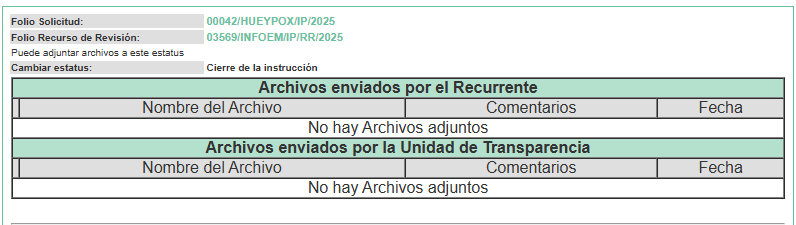 Folio Solicitud: 00042/HUEYPOX/IP/2025
Folio Recurso de Revisión: 03569/INFOEM/IP/RR/2025
Puede adjuntar archivos a este estatus
Cambiar estatus: Cierre de la instrucción
Archivos enviados por el Recurrente
Nombre del Archivo Comentarios Fecha
No hay Archivos adjuntos
Archivos enviados por la Unidad de Transparencia
Nombre del Archivo Comentarios Fecha
No hay Archivos adjuntos